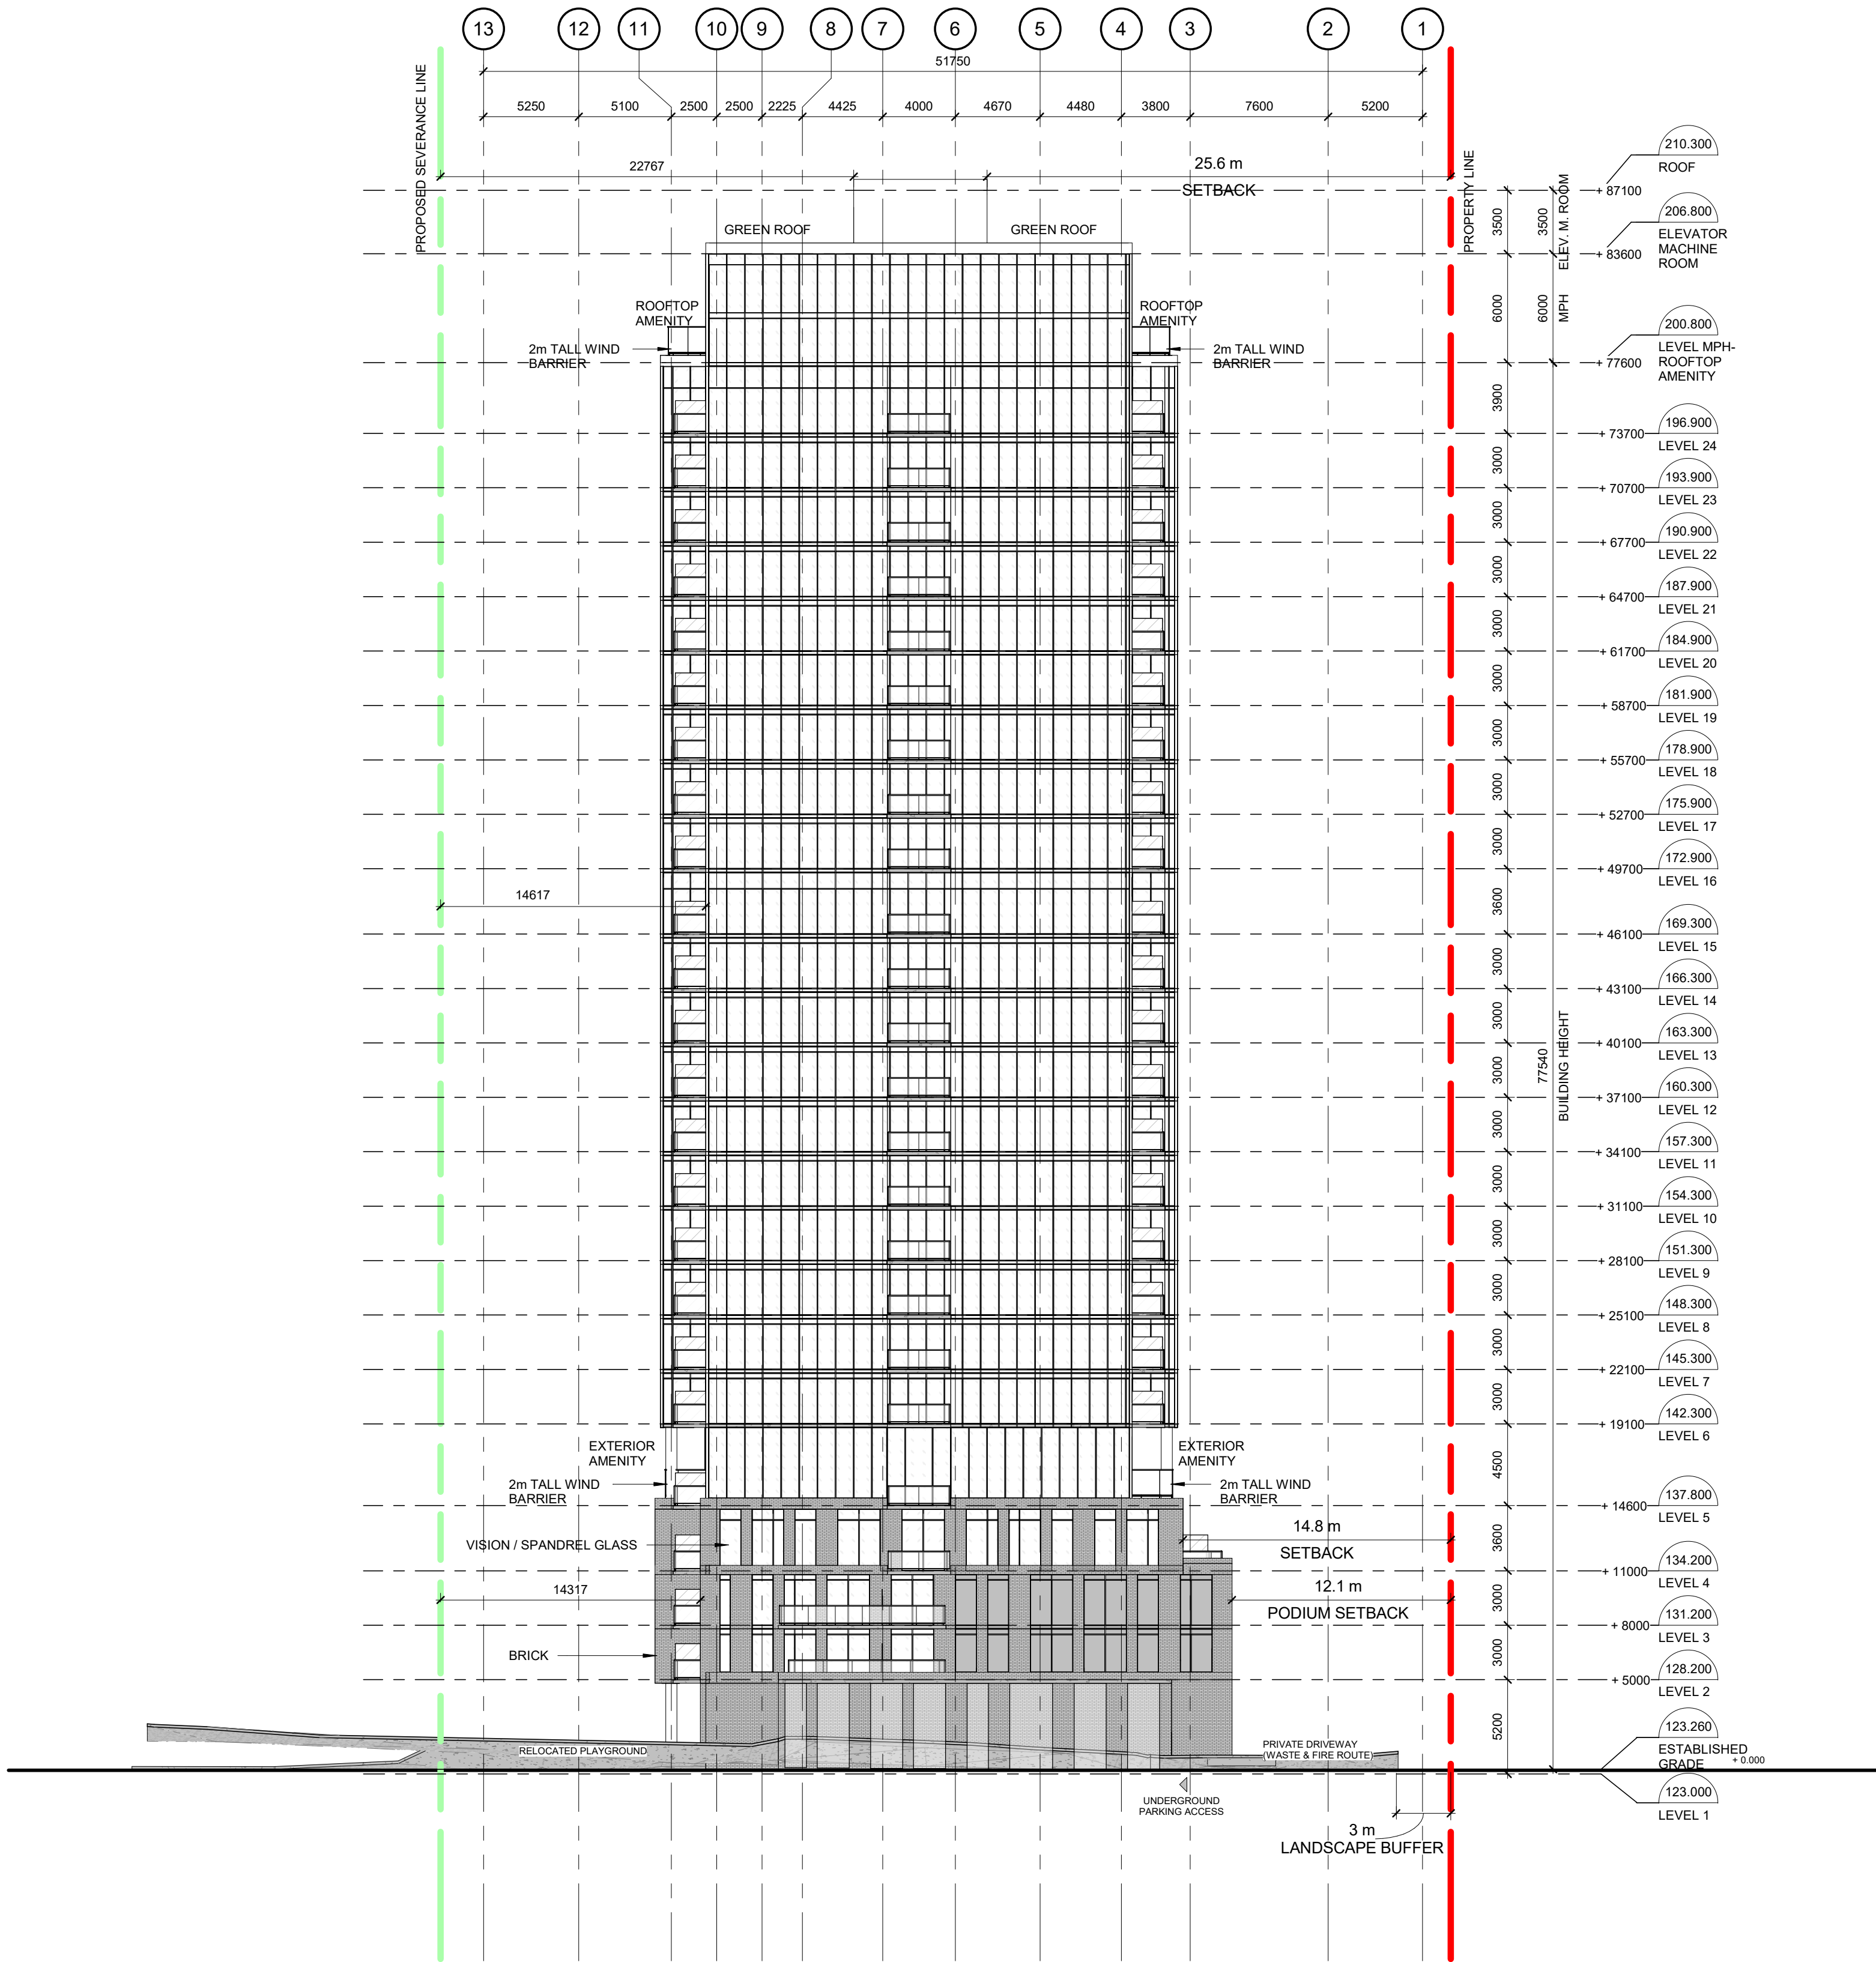 13
12
11
10
9
8
7
6
5
4
3
2
1
51750
5250
5100
2500
2500
2225
4425
4000
4670
4480
3800
7600
5200
PROPOSED SEVERANCE LINE
PROPERTY LINE
22767
25.6 m
SETBACK
GREEN ROOF
GREEN ROOF
ROOFTOP
AMENITY
2m TALL WIND
BARRIER
ROOFTOP
AMENITY
2m TALL WIND
BARRIER
3500
3500
ELEV. M. ROOM
6000
6000
MPH
+ 87100
210.300
ROOF
+ 83600
206.800
ELEVATOR
MACHINE
ROOM
+ 77600
200.800
LEVEL MPH-
ROOFTOP
AMENITY
3900
+ 73700
196.900
LEVEL 24
3000
+ 70700
193.900
LEVEL 23
3000
+ 67700
190.900
LEVEL 22
3000
+ 64700
187.900
LEVEL 21
3000
+ 61700
184.900
LEVEL 20
3000
+ 58700
181.900
LEVEL 19
3000
+ 55700
178.900
LEVEL 18
3000
+ 52700
175.900
LEVEL 17
3000
+ 49700
172.900
LEVEL 16
14617
3600
+ 46100
169.300
LEVEL 15
3000
+ 43100
166.300
LEVEL 14
3000
+ 40100
163.300
LEVEL 13
77540
BUILDING HEIGHT
3000
+ 37100
160.300
LEVEL 12
3000
+ 34100
157.300
LEVEL 11
3000
+ 31100
154.300
LEVEL 10
3000
+ 28100
151.300
LEVEL 9
3000
+ 25100
148.300
LEVEL 8
3000
+ 22100
145.300
LEVEL 7
3000
+ 19100
142.300
LEVEL 6
EXTERIOR
AMENITY
2m TALL WIND
BARRIER
EXTERIOR
AMENITY
2m TALL WIND
BARRIER
4500
+ 14600
137.800
LEVEL 5
VISION / SPANDREL GLASS
14.8 m
SETBACK
3600
+ 11000
134.200
LEVEL 4
14317
12.1 m
PODIUM SETBACK
3000
+ 8000
131.200
LEVEL 3
BRICK
3000
+ 5000
128.200
LEVEL 2
5200
RELOCATED PLAYGROUND
PRIVATE DRIVEWAY
(WASTE & FIRE ROUTE)
123.260
ESTABLISHED
GRADE
+ 0.000
123.000
LEVEL 1
UNDERGROUND
PARKING ACCESS
3 m
LANDSCAPE BUFFER